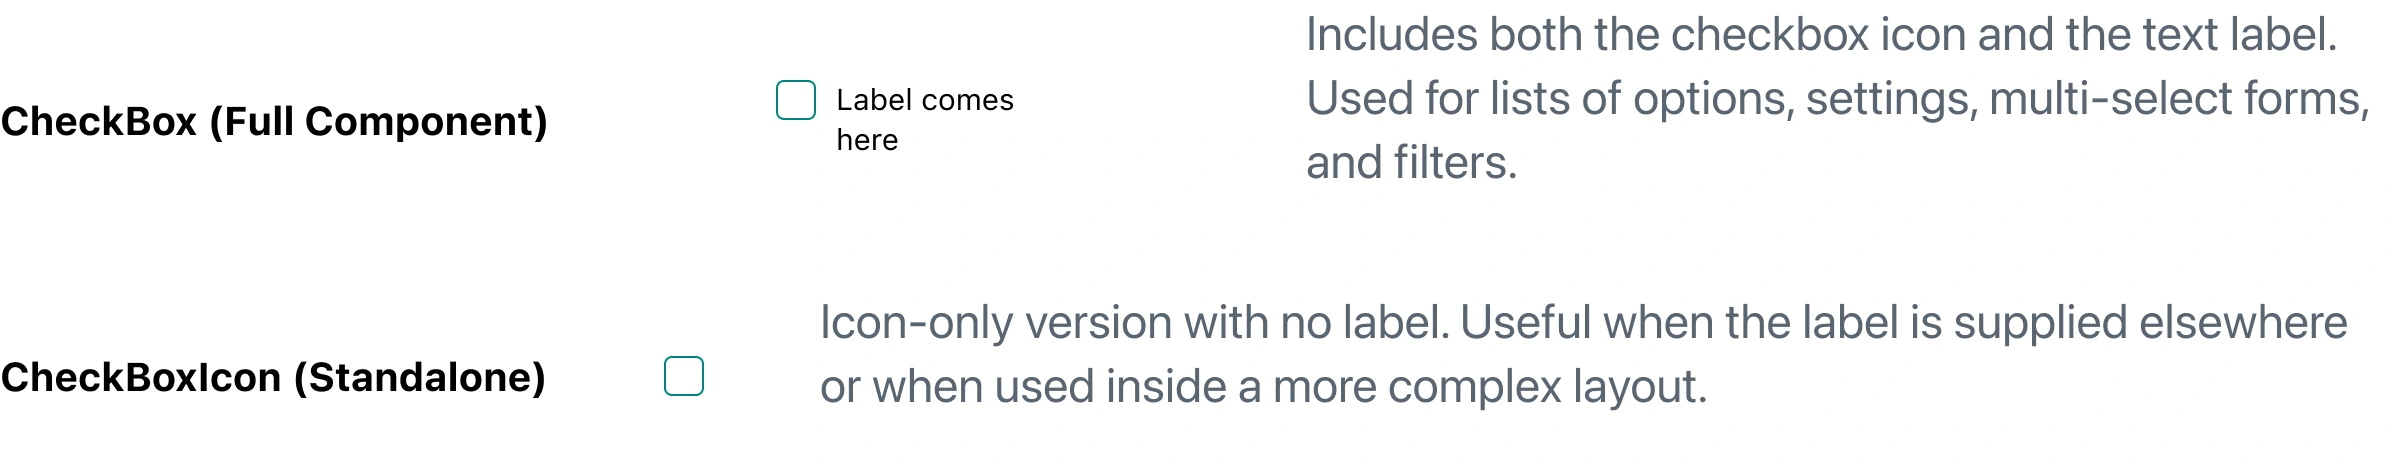 CheckBox (Full Component)
Label comes
here
Includes both the checkbox icon and the text label.
Used for lists of options, settings, multi-select forms,
and filters.
CheckBoxIcon (Standalone)
Icon-only version with no label. Useful when the label is supplied elsewhere
or when used inside a more complex layout.